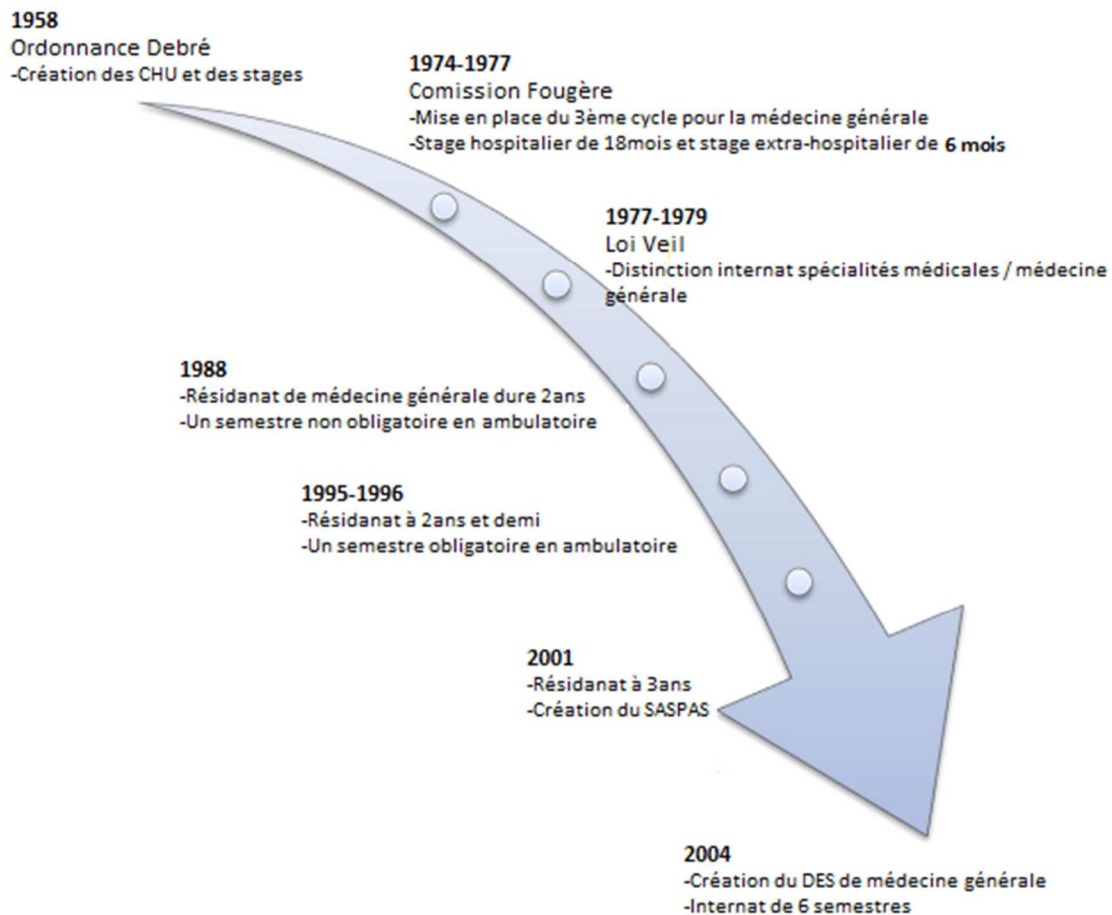 1958
Ordonnance Debré
-Création des CHU et des stages
1974-1977
Comission Fougère
-Mise en place du 3ème cycle pour la médecine générale
-Stage hospitalier de 18mois et stage extra-hospitalier de 6 mois
1977-1979
Loi Veil
-Distinction internat spécialités médicales / médecine
générale
1988
-Résidanat de médecine générale dure 2ans
-Un semestre non obligatoire en ambulatoire
1995-1996
-Résidanat à 2ans et demi
-Un semestre obligatoire en ambulatoire
2001
-Résidanat à 3ans
-Création du SASPAS
2004
-Création du DES de médecine générale
-Internat de 6 semestres